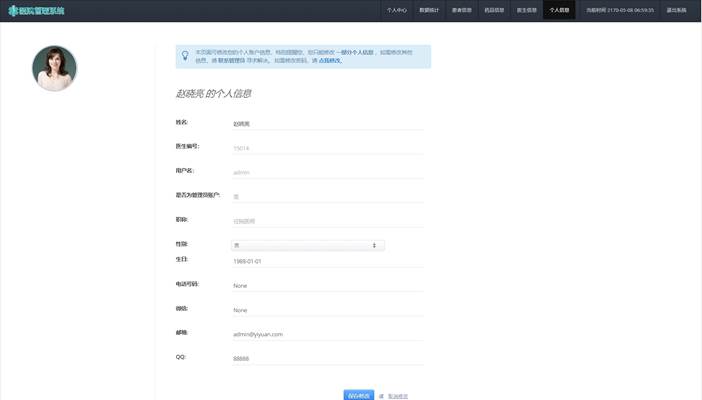 医院管理系统
个人中心 数据统计 患者信息 药品信息 医生信息 个人信息 当前时间 2170-05-08 06:59:35 退出系统
本页面可修改您的个人账户信息。特别提醒您，您只能修改 一部分个人信息 ，如需修改其他
信息，请 联系管理员 寻求解决。 如需修改密码，请 点我修改。
赵晓亮 的个人信息
姓名: 赵晓亮
医生编号: 15014
用户名: admin
是否为管理员账户: 是
职称:
性别: 男
生日: 1988-01-01
电话号码: None
微信: None
邮箱: admin@yiyuan.com
QQ: 88888
保存修改 或 取消修改